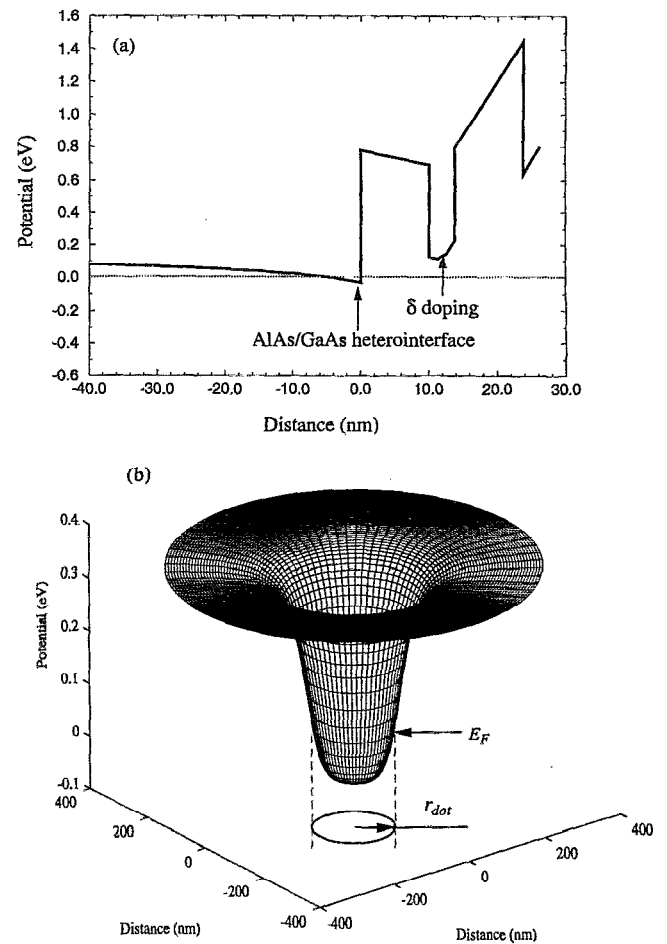 (a)
Potential (eV)
1.6
1.4
1.2
1.0
0.8
0.6
0.4
0.2
0.0
-0.2
-0.4
-0.6
δ doping
AlAs/GaAs heterointerface
-40.0 -30.0 -20.0 -10.0 0.0 10.0 20.0 30.0
Distance (nm)
(b)
Potential (eV)
0.4
0.3
0.2
0.1
0
-0.1
E_F
r_dot
400
200
0
-200
-400
-400
-200
0
200
400
Distance (nm)
Distance (nm)